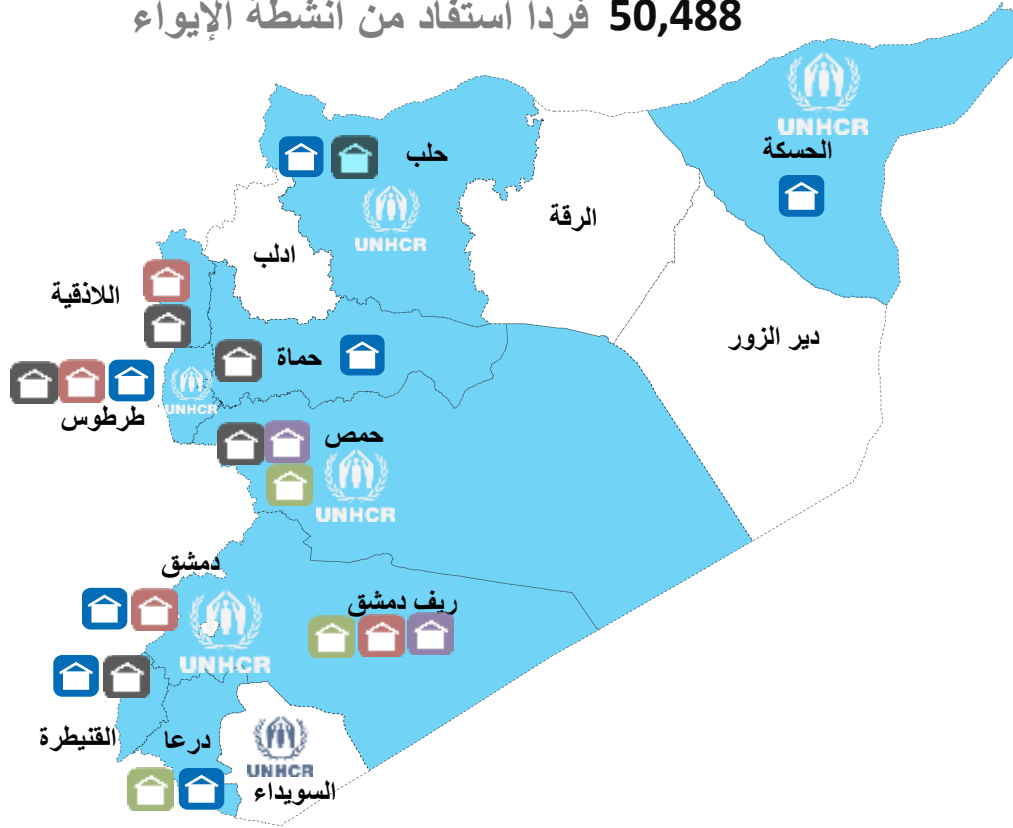 50,488 فردا استفاد من أنشطة الإيواء
UNHCR
الحسكة
حلب
UNHCR
الرقة
ادلب
اللاذقية
دير الزور
حماة
UNHCR
طرطوس
حمص
UNHCR
دمشق
ريف دمشق
UNHCR
القنيطرة
درعا
UNHCR
السويداء